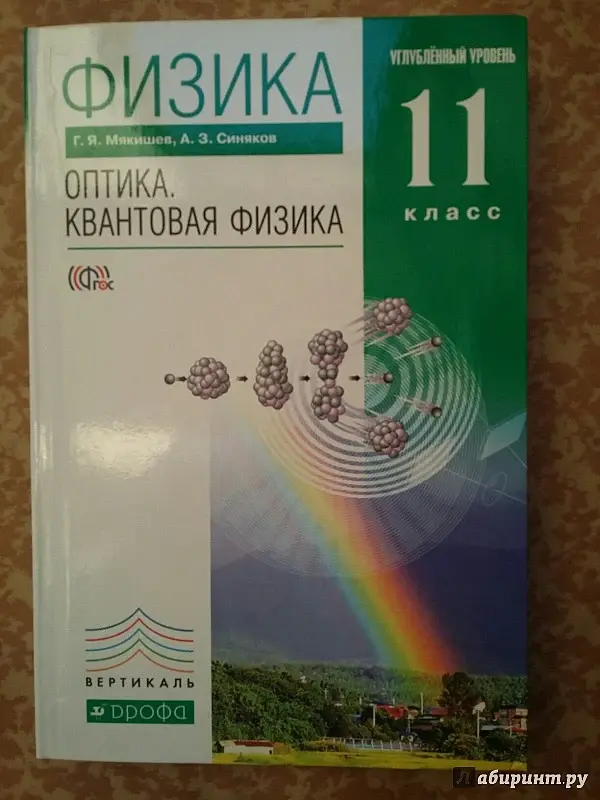 ФИЗИКА
Г. Я. Мякишев, А. З. Синяков
ОПТИКА.
КВАНТОВАЯ ФИЗИКА
ФГОС
УГЛУБЛЁННЫЙ УРОВЕНЬ
11
класс
ВЕРТИКАЛЬ
дрофа
абиринт.ру